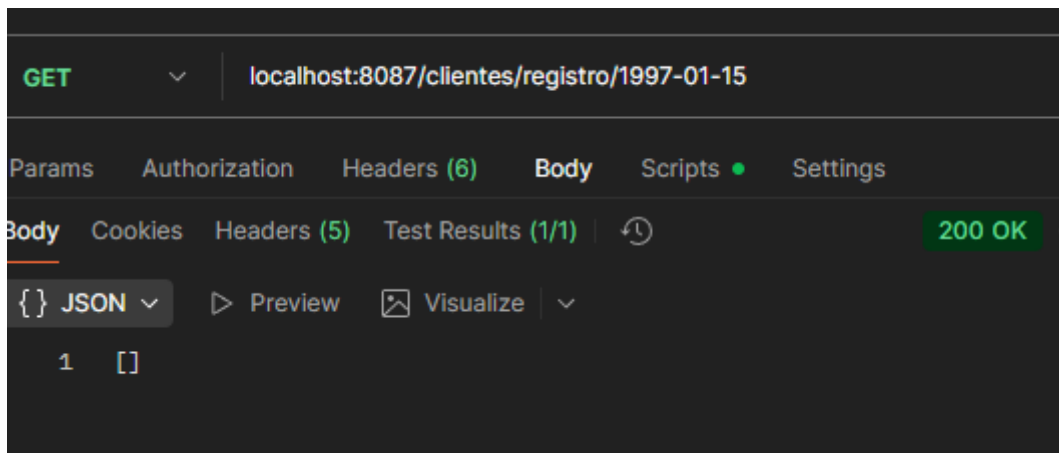 GET localhost:8087/clientes/registro/1997-01-15
Params Authorization Headers (6) Body Scripts Settings
Body Cookies Headers (5) Test Results (1/1) 200 OK
{} JSON Preview Visualize
1 []